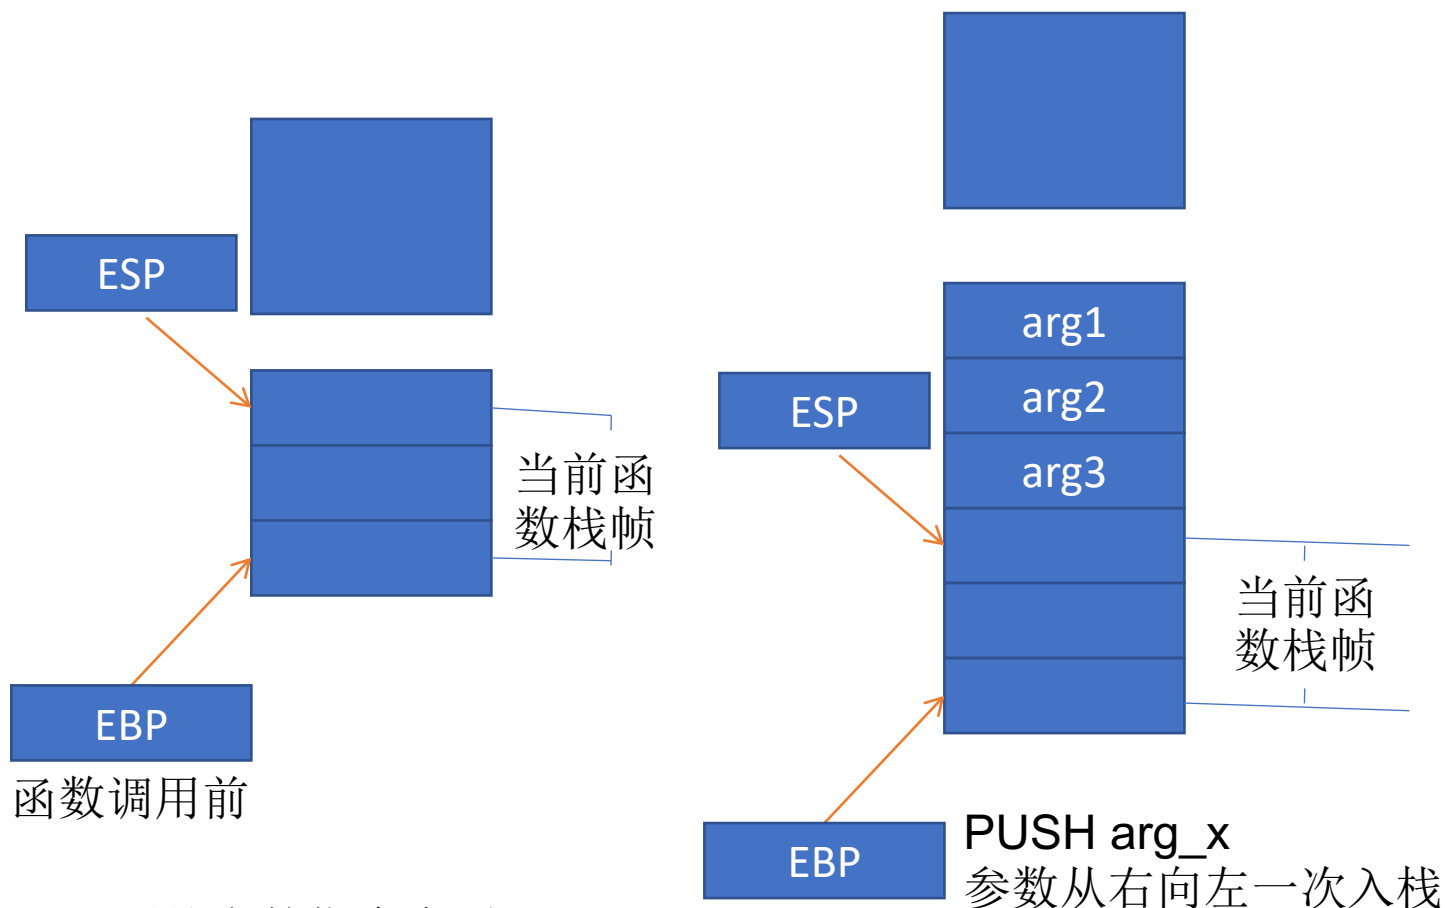 ESP
当前函
数栈帧
EBP
函数调用前
arg1
arg2
arg3
ESP
当前函
数栈帧
EBP
PUSH arg_x
参数从右向左一次入栈